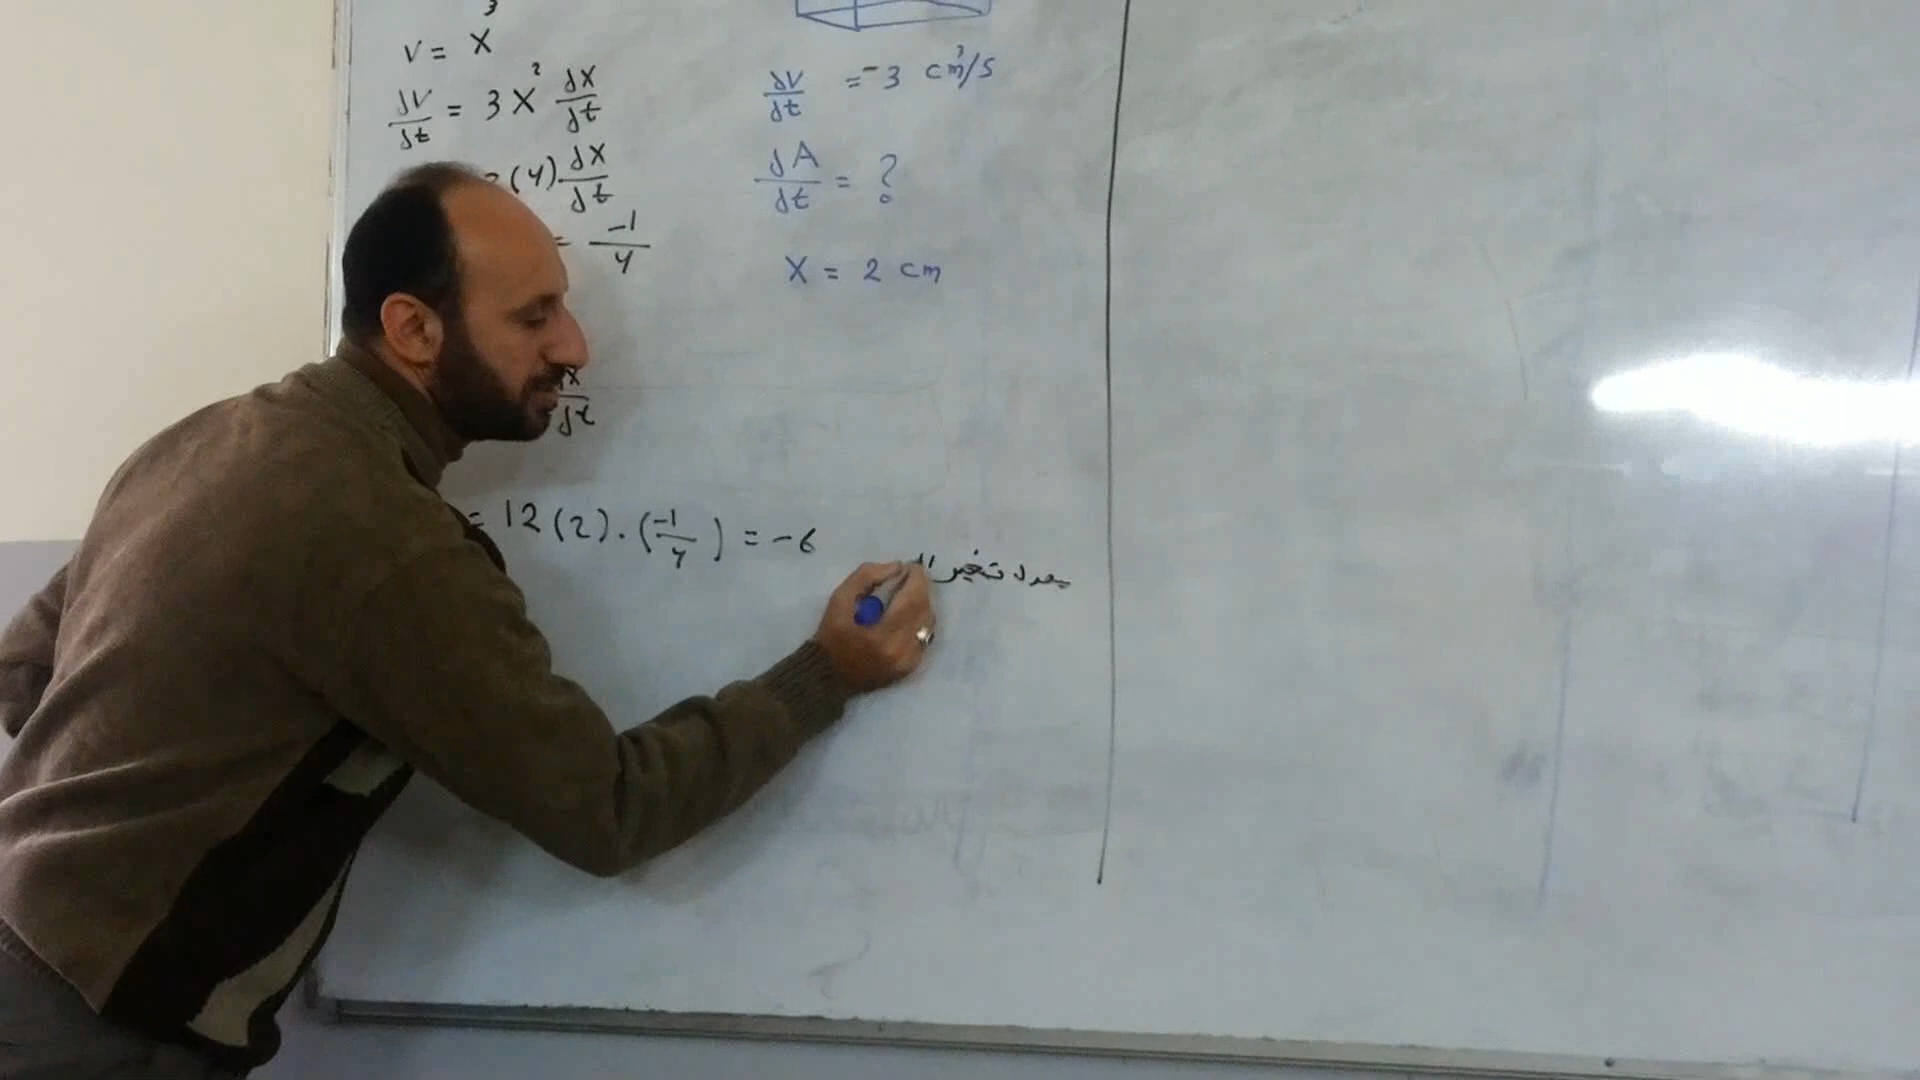 V = X³
dV/dt = 3X² dX/dt
(4) . dX/dt
= -1/4
dX/dt
= 12 (2) . (-1/4) = -6
dV/dt = -3 cm³/s
dA/dt = ?
X = 2 cm
معدل تغير